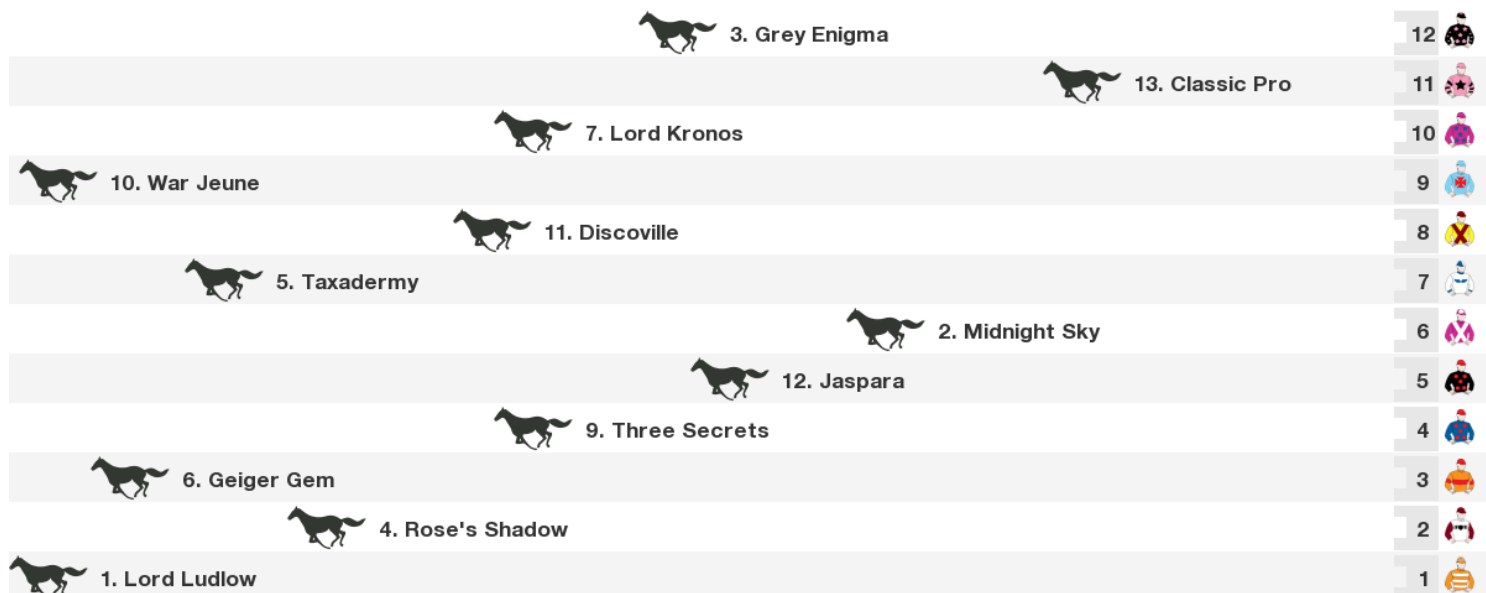 3. Grey Enigma 12
13. Classic Pro 11
7. Lord Kronos 10
10. War Jeune 9
11. Discoville 8
5. Taxadermy 7
2. Midnight Sky 6
12. Jaspara 5
9. Three Secrets 4
6. Geiger Gem 3
4. Rose's Shadow 2
1. Lord Ludlow 1